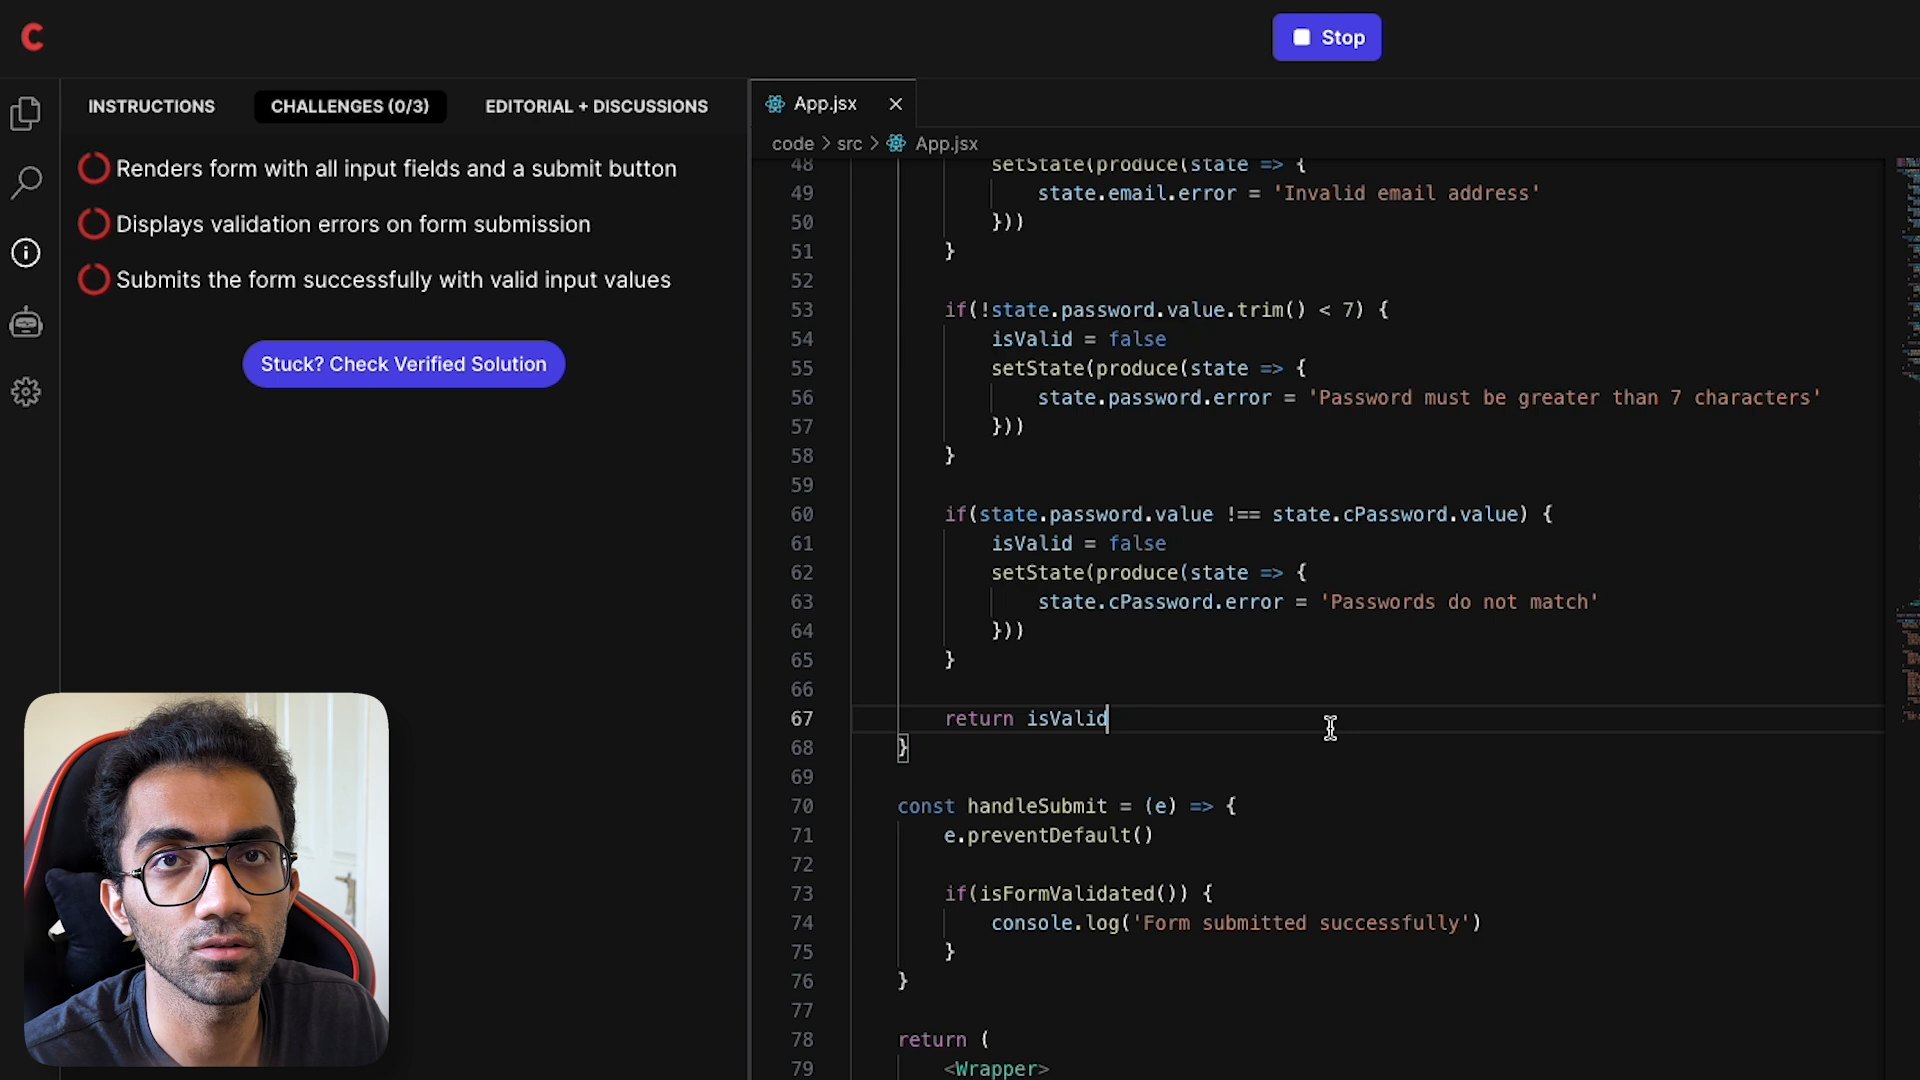 C
Stop
INSTRUCTIONS
CHALLENGES (0/3)
EDITORIAL + DISCUSSIONS
Renders form with all input fields and a submit button
Displays validation errors on form submission
Submits the form successfully with valid input values
Stuck? Check Verified Solution
App.jsx
code > src > App.jsx
48 setState(produce(state => {
49 state.email.error = 'Invalid email address'
50 }))
51 }
52
53 if(!state.password.value.trim() < 7) {
54 isValid = false
55 setState(produce(state => {
56 state.password.error = 'Password must be greater than 7 characters'
57 }))
58 }
59
60 if(state.password.value !== state.cPassword.value) {
61 isValid = false
62 setState(produce(state => {
63 state.cPassword.error = 'Passwords do not match'
64 }))
65 }
66
67 return isValid
68 }
69
70 const handleSubmit = (e) => {
71 e.preventDefault()
72
73 if(isFormValidated()) {
74 console.log('Form submitted successfully')
75 }
76 }
77
78 return (
79 <Wrapper>